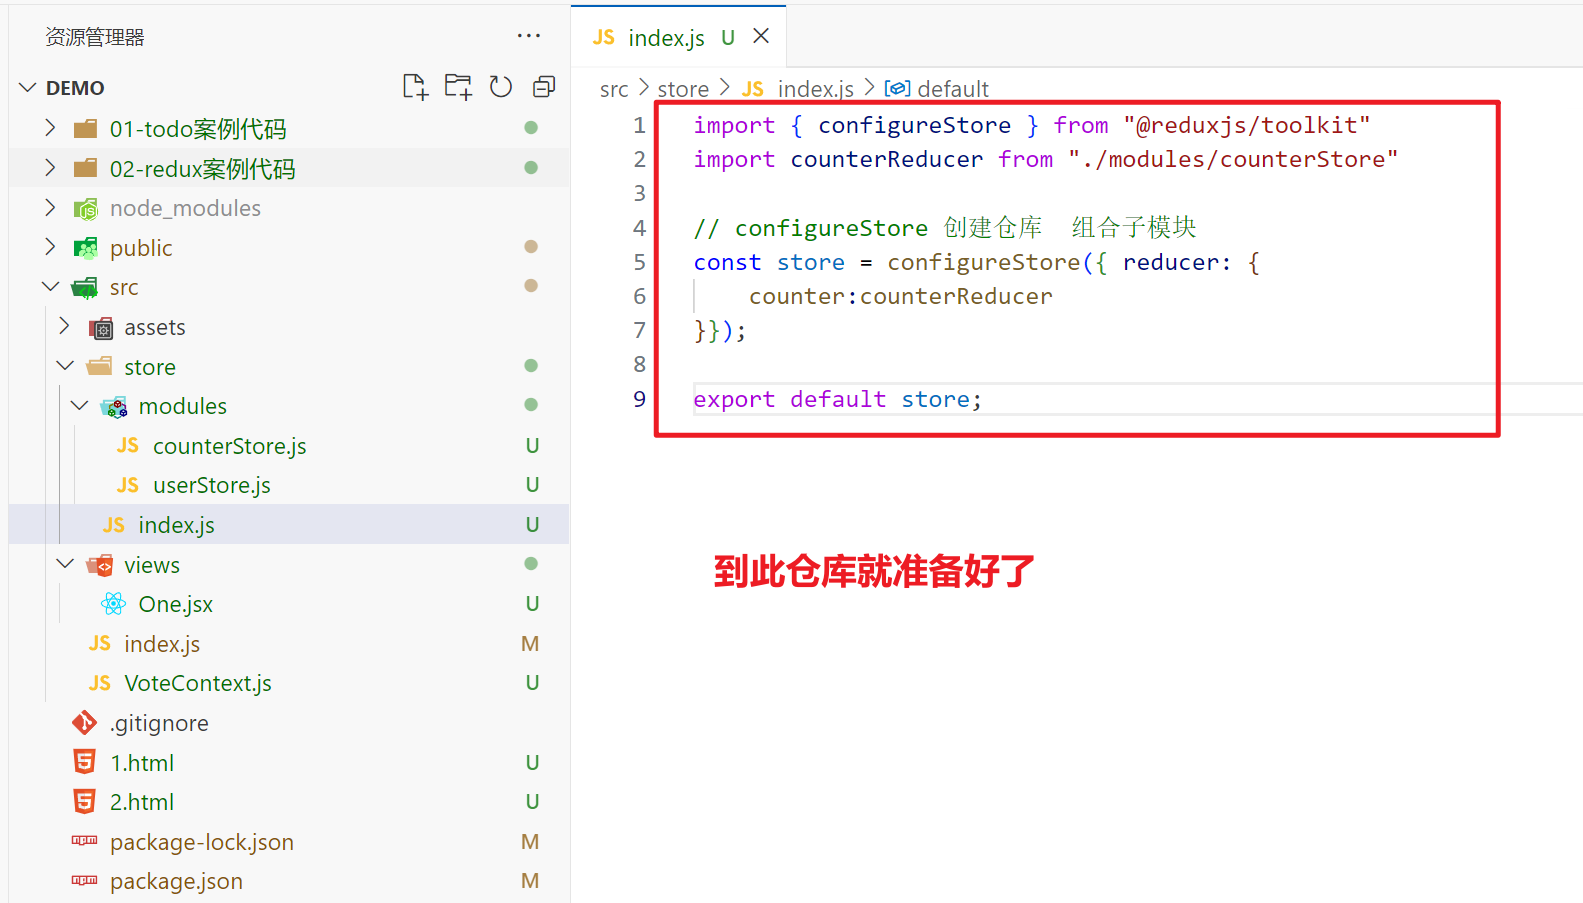 资源管理器
DEMO
01-todo案例代码
02-redux案例代码
node_modules
public
src
assets
store
modules
counterStore.js U
userStore.js U
index.js U
views
One.jsx U
index.js M
VoteContext.js U
.gitignore
1.html U
2.html U
package-lock.json M
package.json M
JS index.js U
src > store > JS index.js > default
1 import { configureStore } from "@reduxjs/toolkit"
2 import counterReducer from "./modules/counterStore"
3
4 // configureStore 创建仓库  组合子模块
5 const store = configureStore({ reducer: {
6     counter:counterReducer
7 }});
8
9 export default store;
到此仓库就准备好了